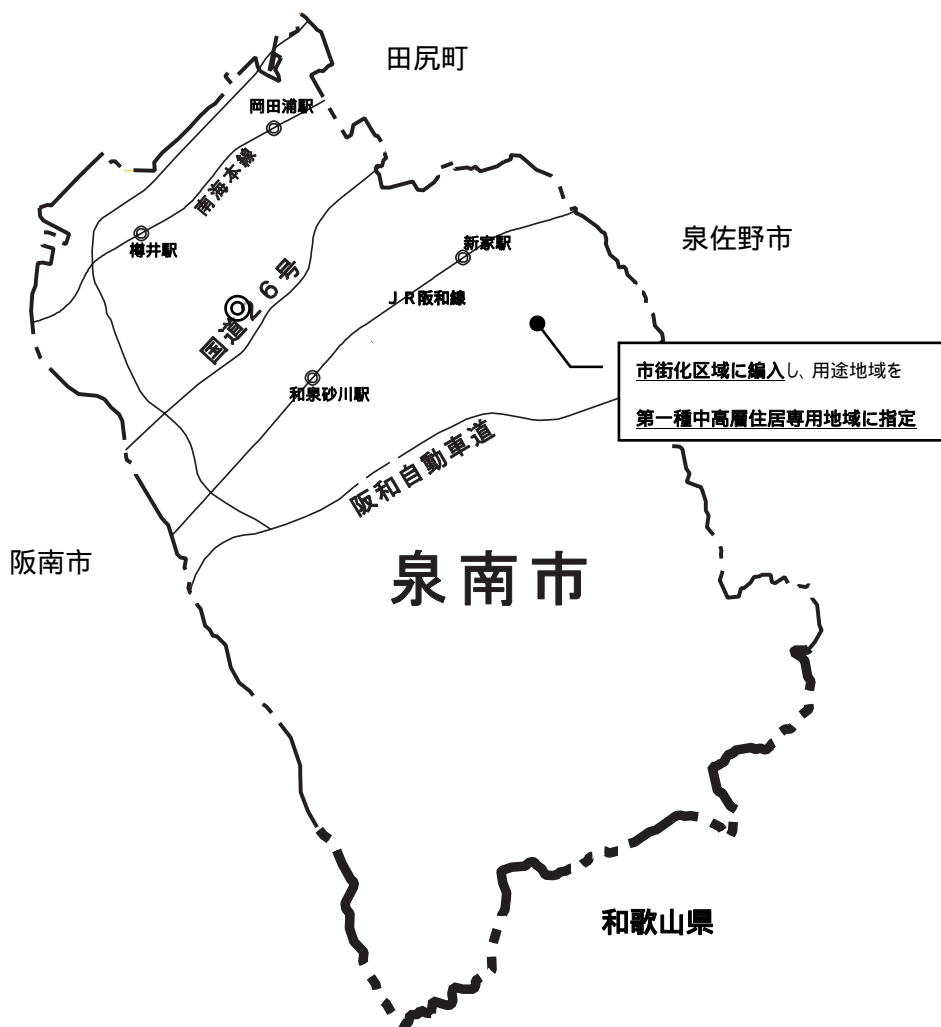 田尻町
岡田浦駅
南海本線
樽井駅
泉佐野市
新家駅
国道26号
JR阪和線
市街化区域に編入し、用途地域を
第一種中高層住居専用地域に指定
和泉砂川駅
阪和自動車道
阪南市
泉南市
和歌山県